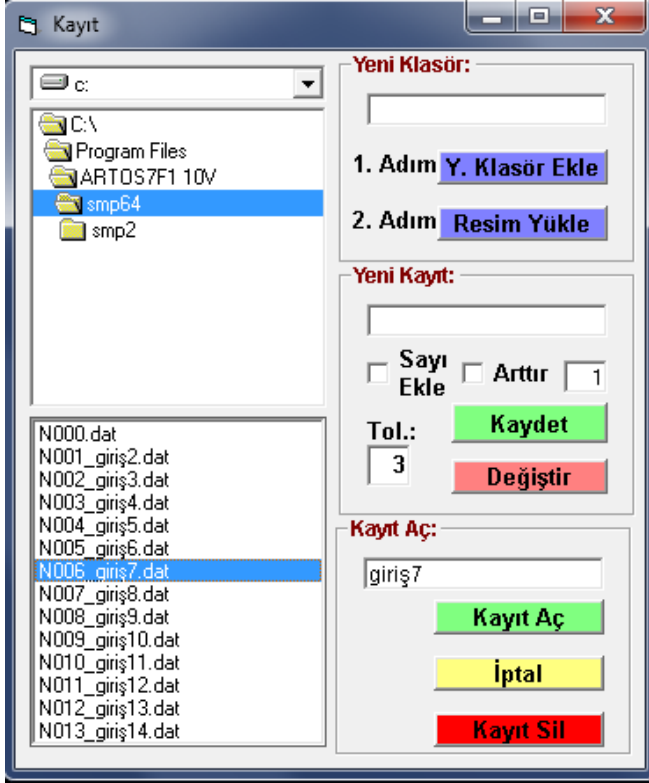 Kayıt
c:
C:\
Program Files
ARTOS7F1 10V
smp64
smp2
N000.dat
N001_giriş2.dat
N002_giriş3.dat
N003_giriş4.dat
N004_giriş5.dat
N005_giriş6.dat
N006_giriş7.dat
N007_giriş8.dat
N008_giriş9.dat
N009_giriş10.dat
N010_giriş11.dat
N011_giriş12.dat
N012_giriş13.dat
N013_giriş14.dat
Yeni Klasör:
1. Adım Y. Klasör Ekle
2. Adım Resim Yükle
Yeni Kayıt:
Sayı
Ekle
Arttır 1
Tol.:
3
Kaydet
Değiştir
Kayıt Aç:
giriş7
Kayıt Aç
İptal
Kayıt Sil